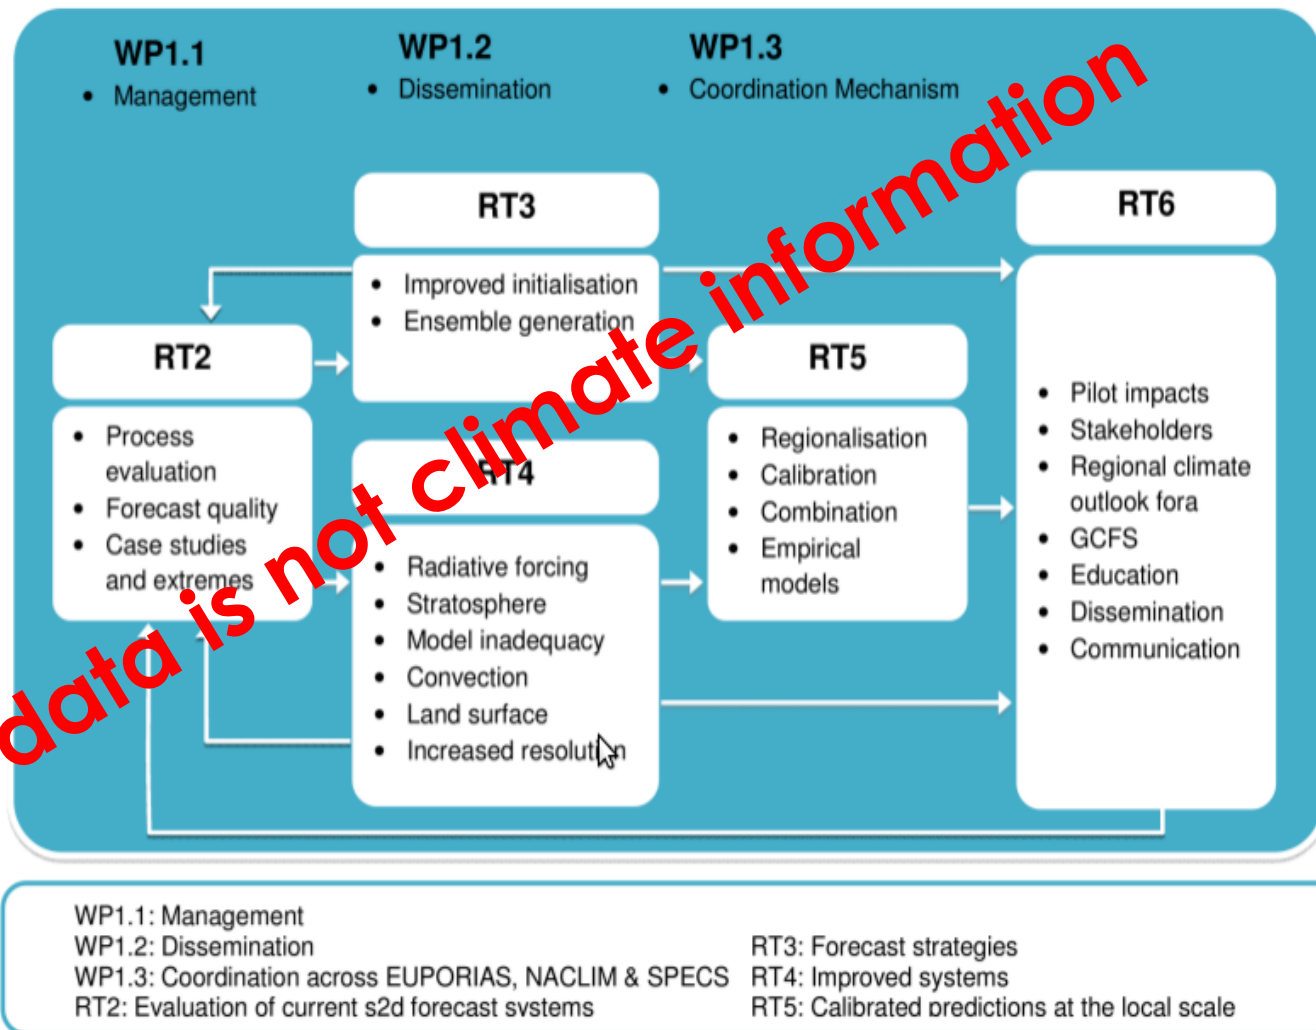 WP1.1
• Management
WP1.2
• Dissemination
WP1.3
• Coordination Mechanism
data is not climate information
RT3
• Improved initialisation
• Ensemble generation
RT6
• Pilot impacts
• Stakeholders
• Regional climate
outlook fora
• GCFS
• Education
• Dissemination
• Communication
RT2
• Process
evaluation
• Forecast quality
• Case studies
and extremes
RT5
• Regionalisation
• Calibration
• Combination
• Empirical
models
RT4
• Radiative forcing
• Stratosphere
• Model inadequacy
• Convection
• Land surface
• Increased resolution
WP1.1: Management
WP1.2: Dissemination
WP1.3: Coordination across EUPORIAS, NACLIM & SPECS
RT2: Evaluation of current s2d forecast systems
RT3: Forecast strategies
RT4: Improved systems
RT5: Calibrated predictions at the local scale